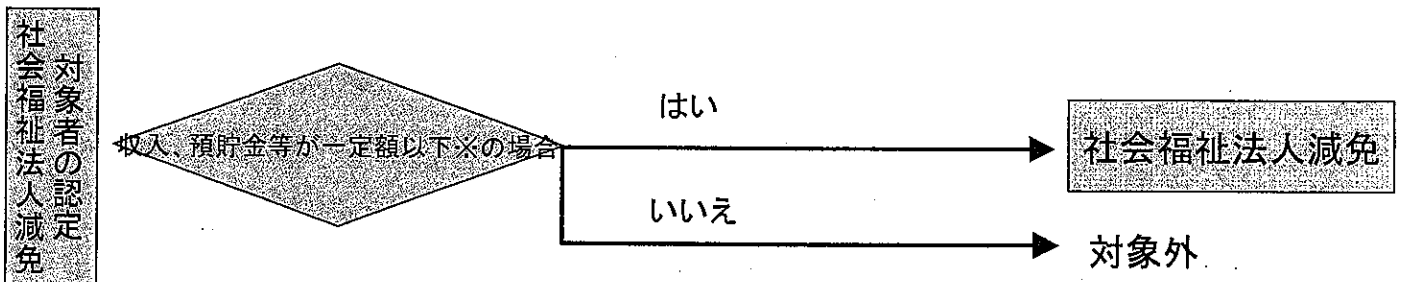 社会福祉法人減免
対象者の認定
収入、預貯金等が一定額以下※の場合
はい
社会福祉法人減免
いいえ
対象外